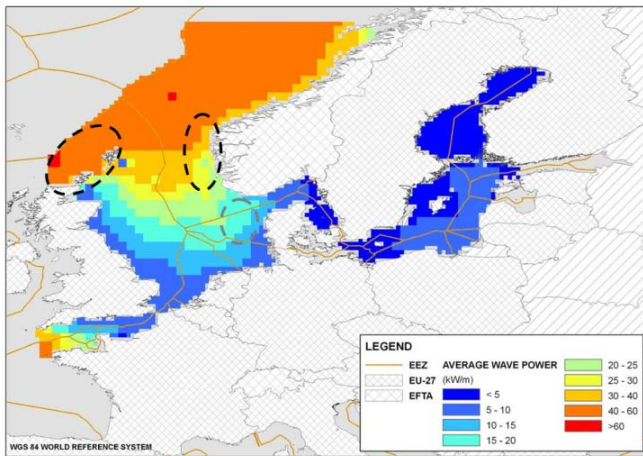 LEGEND
EEZ
EU-27
EFTA
AVERAGE WAVE POWER
(kW/m)
< 5
5 - 10
10 - 15
15 - 20
20 - 25
25 - 30
30 - 40
40 - 60
>60
WGS 84 WORLD REFERENCE SYSTEM